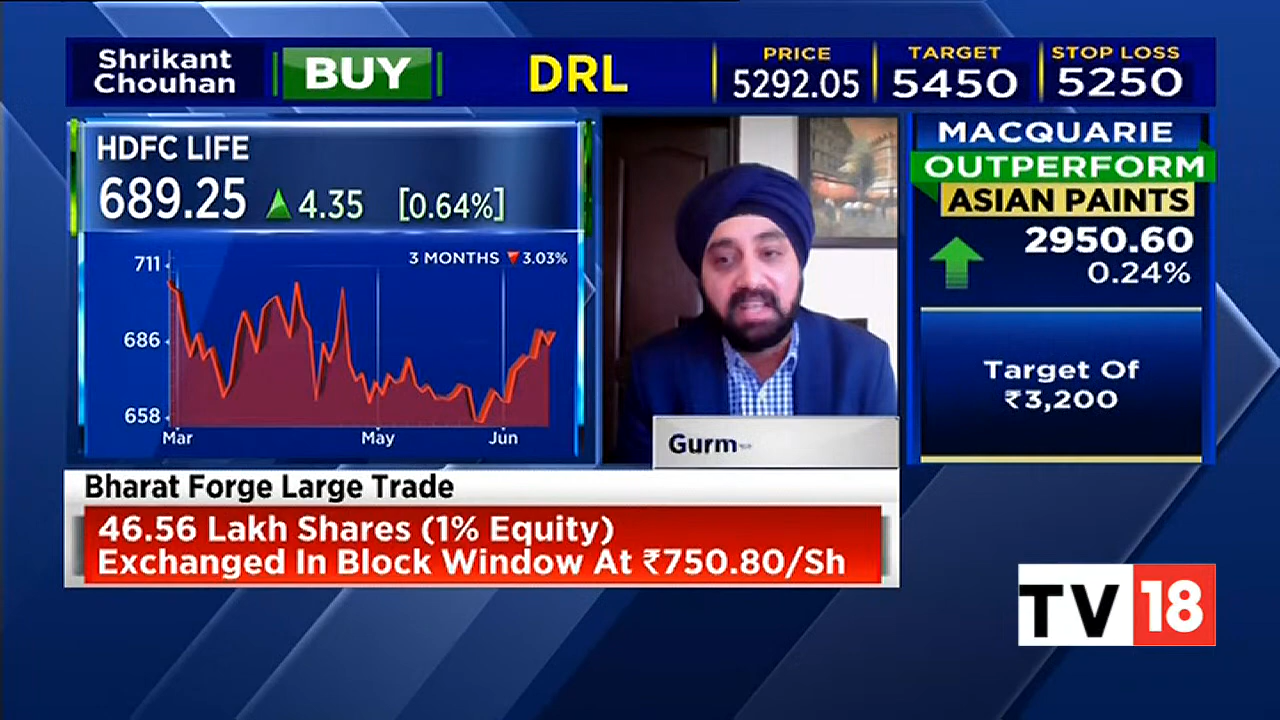 Shrikant
Chouhan
BUY
DRL
PRICE
5292.05
TARGET
5450
STOP LOSS
5250
HDFC LIFE
689.25 ▲ 4.35 [0.64%]
3 MONTHS ▼ 3.03%
711
686
658
Mar May Jun
Gurm
MACQUARIE
OUTPERFORM
ASIAN PAINTS
2950.60
0.24%
Target Of
₹3,200
Bharat Forge Large Trade
46.56 Lakh Shares (1% Equity)
Exchanged In Block Window At ₹750.80/Sh
TV18